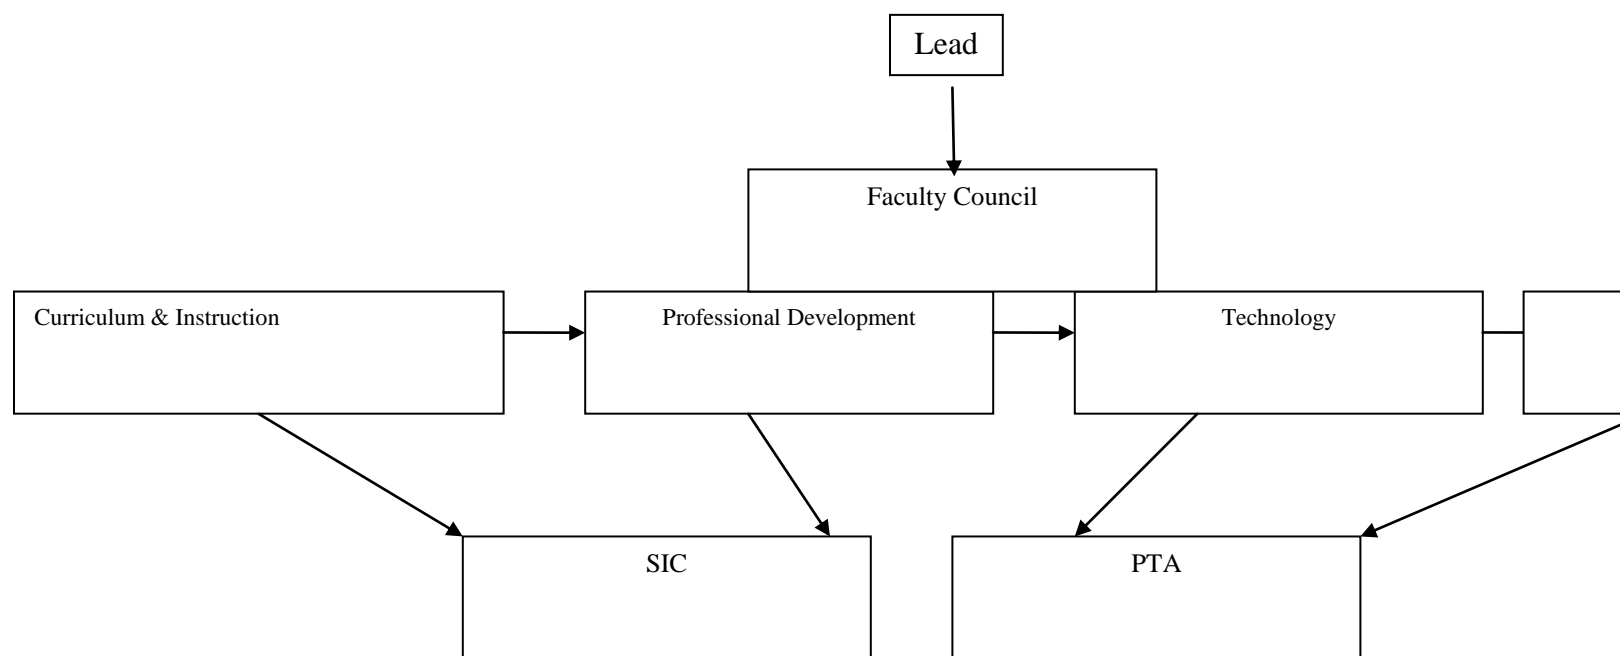 Lead
Faculty Council
Curriculum & Instruction
Professional Development
Technology
SIC
PTA